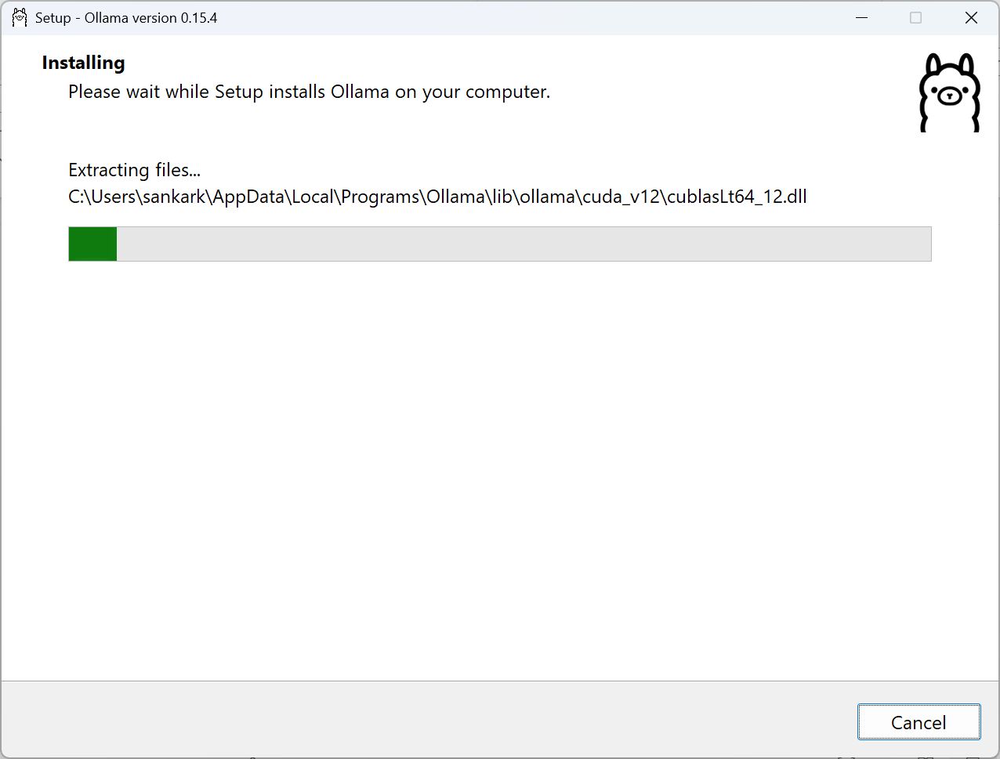 Setup - Ollama version 0.15.4
Installing
Please wait while Setup installs Ollama on your computer.
Extracting files...
C:\Users\sankark\AppData\Local\Programs\Ollama\lib\ollama\cuda_v12\cublasLt64_12.dll
Cancel